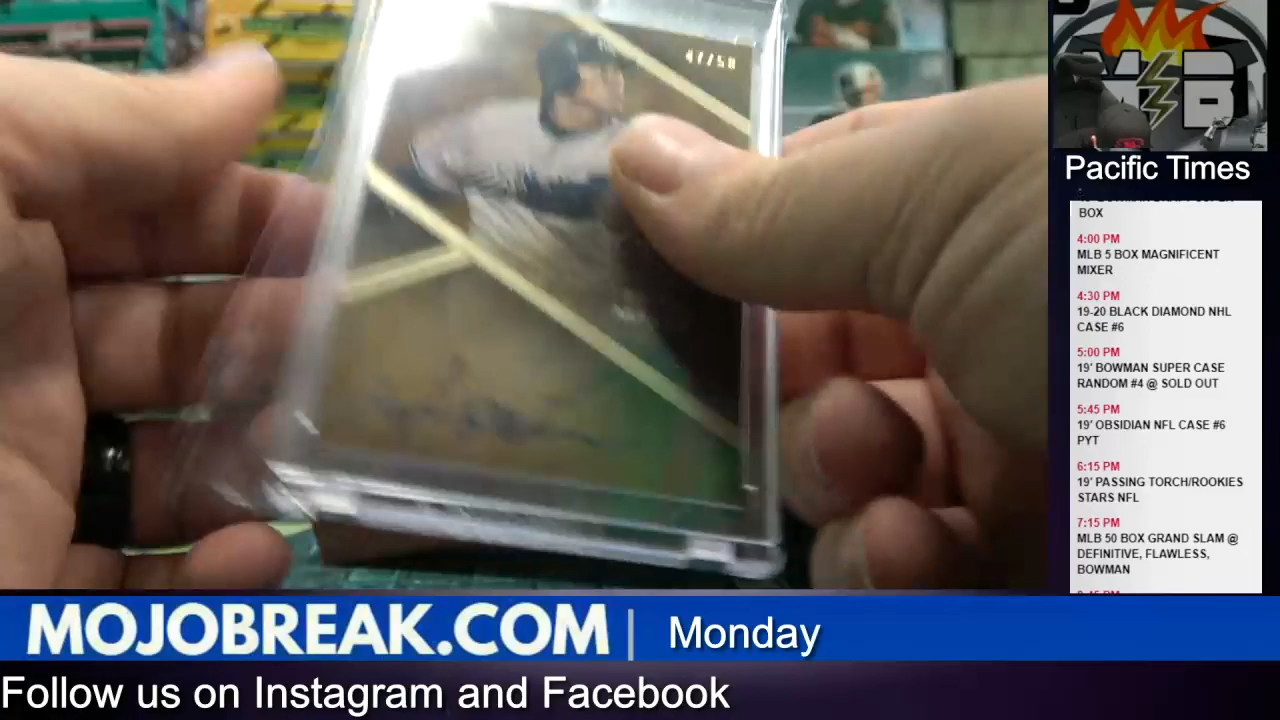 47/50
M B
Pacific Times
BOX
4:00 PM
MLB 5 BOX MAGNIFICENT
MIXER
4:30 PM
19-20 BLACK DIAMOND NHL
CASE #6
5:00 PM
19' BOWMAN SUPER CASE
RANDOM #4 @ SOLD OUT
5:45 PM
19' OBSIDIAN NFL CASE #6
PYT
6:15 PM
19' PASSING TORCH/ROOKIES
STARS NFL
7:15 PM
MLB 50 BOX GRAND SLAM @
DEFINITIVE, FLAWLESS,
BOWMAN
MOJOBREAK.COM | Monday
Follow us on Instagram and Facebook